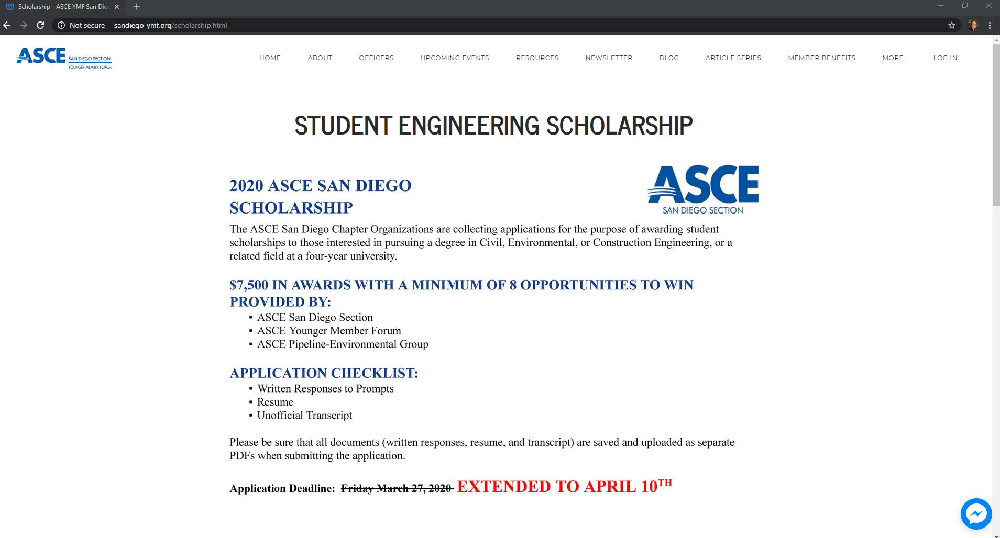 Scholarship - ASCE YMF San Die
Not secure
sandiego-ymf.org/scholarship.html
ASCE
SAN DIEGO SECTION
YOUNGER MEMBER FORUM
HOME ABOUT OFFICERS UPCOMING EVENTS RESOURCES NEWSLETTER BLOG ARTICLE SERIES MEMBER BENEFITS MORE... LOG IN
STUDENT ENGINEERING SCHOLARSHIP
ASCE
SAN DIEGO SECTION
2020 ASCE SAN DIEGO
SCHOLARSHIP
The ASCE San Diego Chapter Organizations are collecting applications for the purpose of awarding student
scholarships to those interested in pursuing a degree in Civil, Environmental, or Construction Engineering, or a
related field at a four-year university.
$7,500 IN AWARDS WITH A MINIMUM OF 8 OPPORTUNITIES TO WIN
PROVIDED BY:
▪ ASCE San Diego Section
▪ ASCE Younger Member Forum
▪ ASCE Pipeline-Environmental Group
APPLICATION CHECKLIST:
▪ Written Responses to Prompts
▪ Resume
▪ Unofficial Transcript
Please be sure that all documents (written responses, resume, and transcript) are saved and uploaded as separate
PDFs when submitting the application.
Application Deadline: Friday March 27, 2020 EXTENDED TO APRIL 10TH